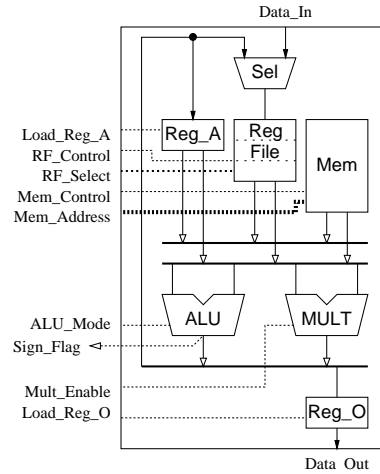 Data_In
Sel
Load_Reg_A
Reg_A
Reg
File
RF_Control
RF_Select
Mem
Mem_Control
Mem_Address
ALU
MULT
ALU_Mode
Sign_Flag
Mult_Enable
Load_Reg_O
Reg_O
Data_Out